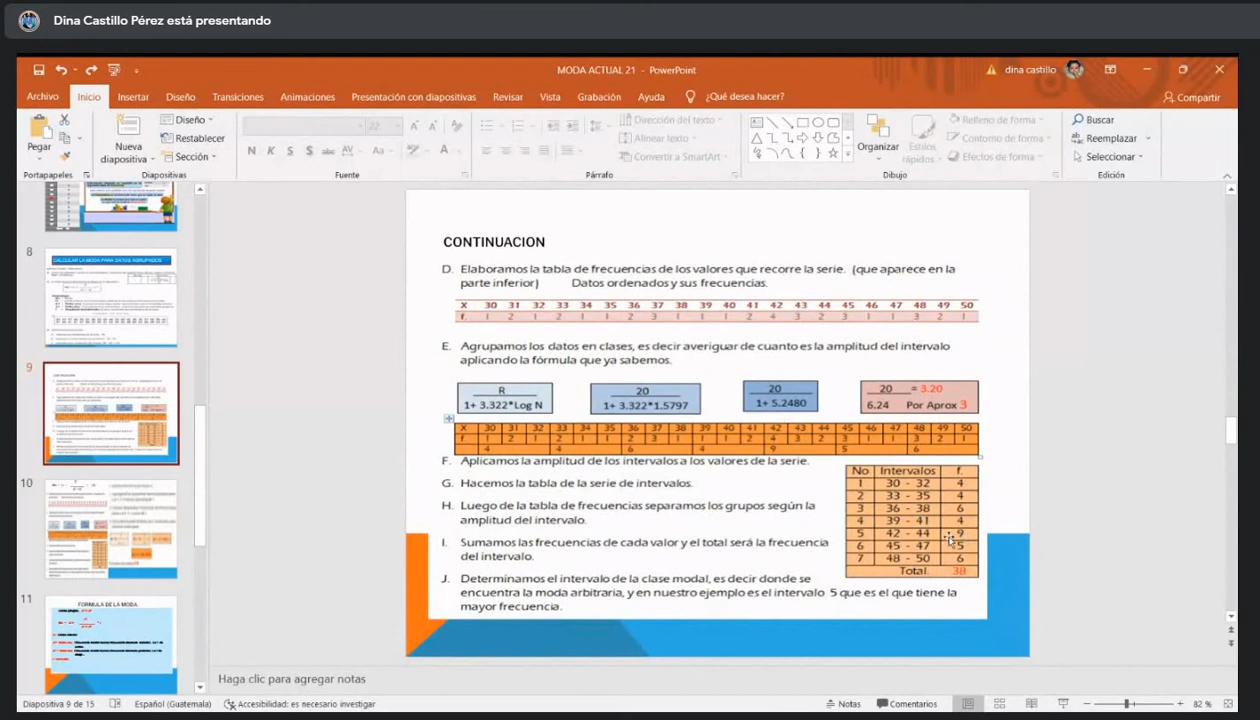 Dina Castillo Pérez está presentando
MODA ACTUAL 21 - PowerPoint
dina castillo
Archivo Inicio Insertar Diseño Transiciones Animaciones Presentación con diapositivas Revisar Vista Grabación Ayuda ¿Qué desea hacer? Compartir
Pegar
Nueva diapositiva
Diseño
Restablecer
Sección
22
N K S S abc AV Aa A
Dirección del texto
Alinear texto
Convertir a SmartArt
Organizar
Estilos rápidos
Relleno de forma
Contorno de forma
Efectos de forma
Buscar
Reemplazar
Seleccionar
Portapapeles Diapositivas Fuente Párrafo Dibujo Edición
8
CALCULAR LA MODA PARA DATOS AGRUPADOS
9
10
11
FORMULA DE LA MODA
CONTINUACION
D. Elaboramos la tabla de frecuencias de los valores que recorre la serie. (que aparece en la
parte inferior) Datos ordenados y sus frecuencias.
X 30 31 32 33 34 35 36 37 38 39 40 41 42 43 44 45 46 47 48 49 50
f. 1 2 1 2 1 1 2 3 1 1 1 2 4 3 2 3 1 1 3 2 1
E. Agrupamos los datos en clases, es decir averiguar de cuanto es la amplitud del intervalo
aplicando la fórmula que ya sabemos.
R
1+ 3.322*Log N
20
1+ 3.322*1.5797
20
1+ 5.2480
20 = 3.20
6.24 Por Aprox 3
X 30 31 32 33 34 35 36 37 38 39 40 41 42 43 44 45 46 47 48 49 50
f 1 2 1 2 1 1 2 3 1 1 1 2 4 3 2 3 1 1 3 2 1
4 4 6 4 9 5 6
F. Aplicamos la amplitud de los intervalos a los valores de la serie.
G. Hacemos la tabla de la serie de intervalos.
H. Luego de la tabla de frecuencias separamos los grupos según la
amplitud del intervalo.
I. Sumamos las frecuencias de cada valor y el total será la frecuencia
del intervalo.
J. Determinamos el intervalo de la clase modal, es decir donde se
encuentra la moda arbitraria, y en nuestro ejemplo es el intervalo 5 que es el que tiene la
mayor frecuencia.
No Intervalos f.
1 30 - 32 4
2 33 - 35 4
3 36 - 38 6
4 39 - 41 4
5 42 - 44 9
6 45 - 47 5
7 48 - 50 6
Total. 38
Haga clic para agregar notas
Diapositiva 9 de 15 Español (Guatemala) Accesibilidad: es necesario investigar Notas Comentarios 82 %